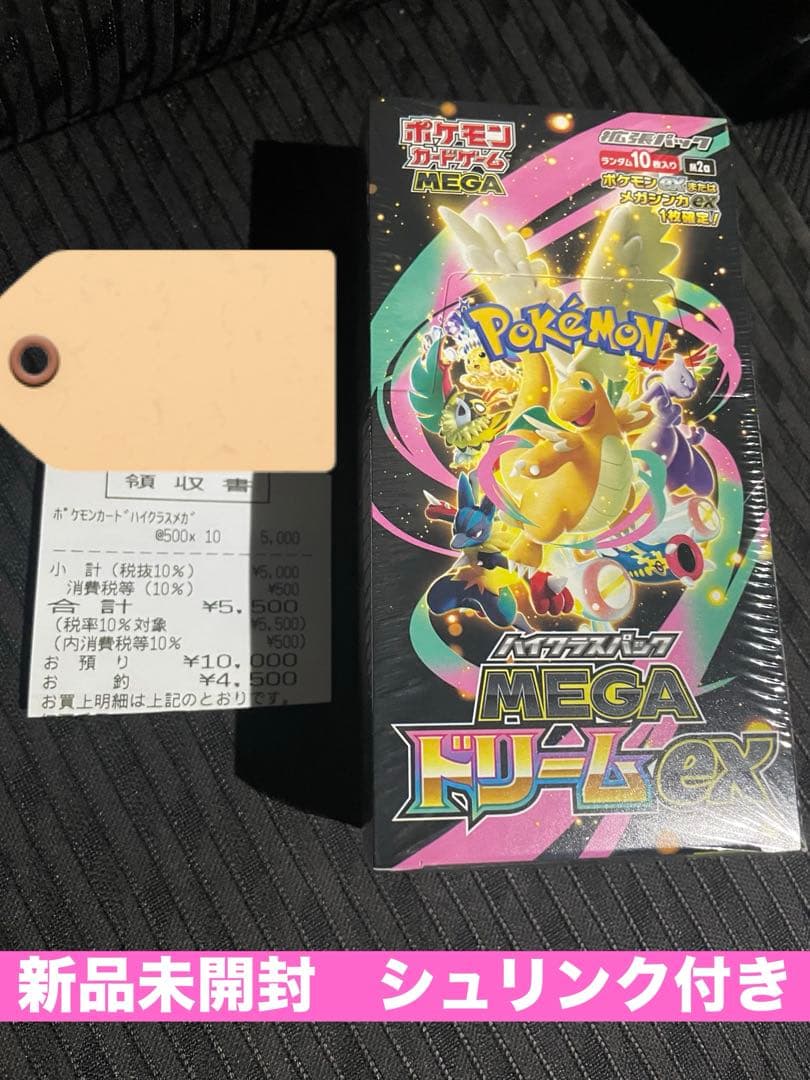 ポケモン
カードゲーム
MEGA
拡張パック
ランダム10枚入り
ポケモンexまたは
メガシンカex
1枚確定!
POKéMON
ハイクラスパック
MEGA
ドリームex
領収書
ポケモンカードハイクラスメガ
@500× 10 5,000
小 計(税抜10%) ¥5,000
消費税等(10%) ¥500
合 計 ¥5,500
(税率10%対象 ¥5,500)
(内消費税等10% ¥500)
お 預 り ¥10,000
お 釣 ¥4,500
お買上明細は上記のとおりです。
新品未開封 シュリンク付き